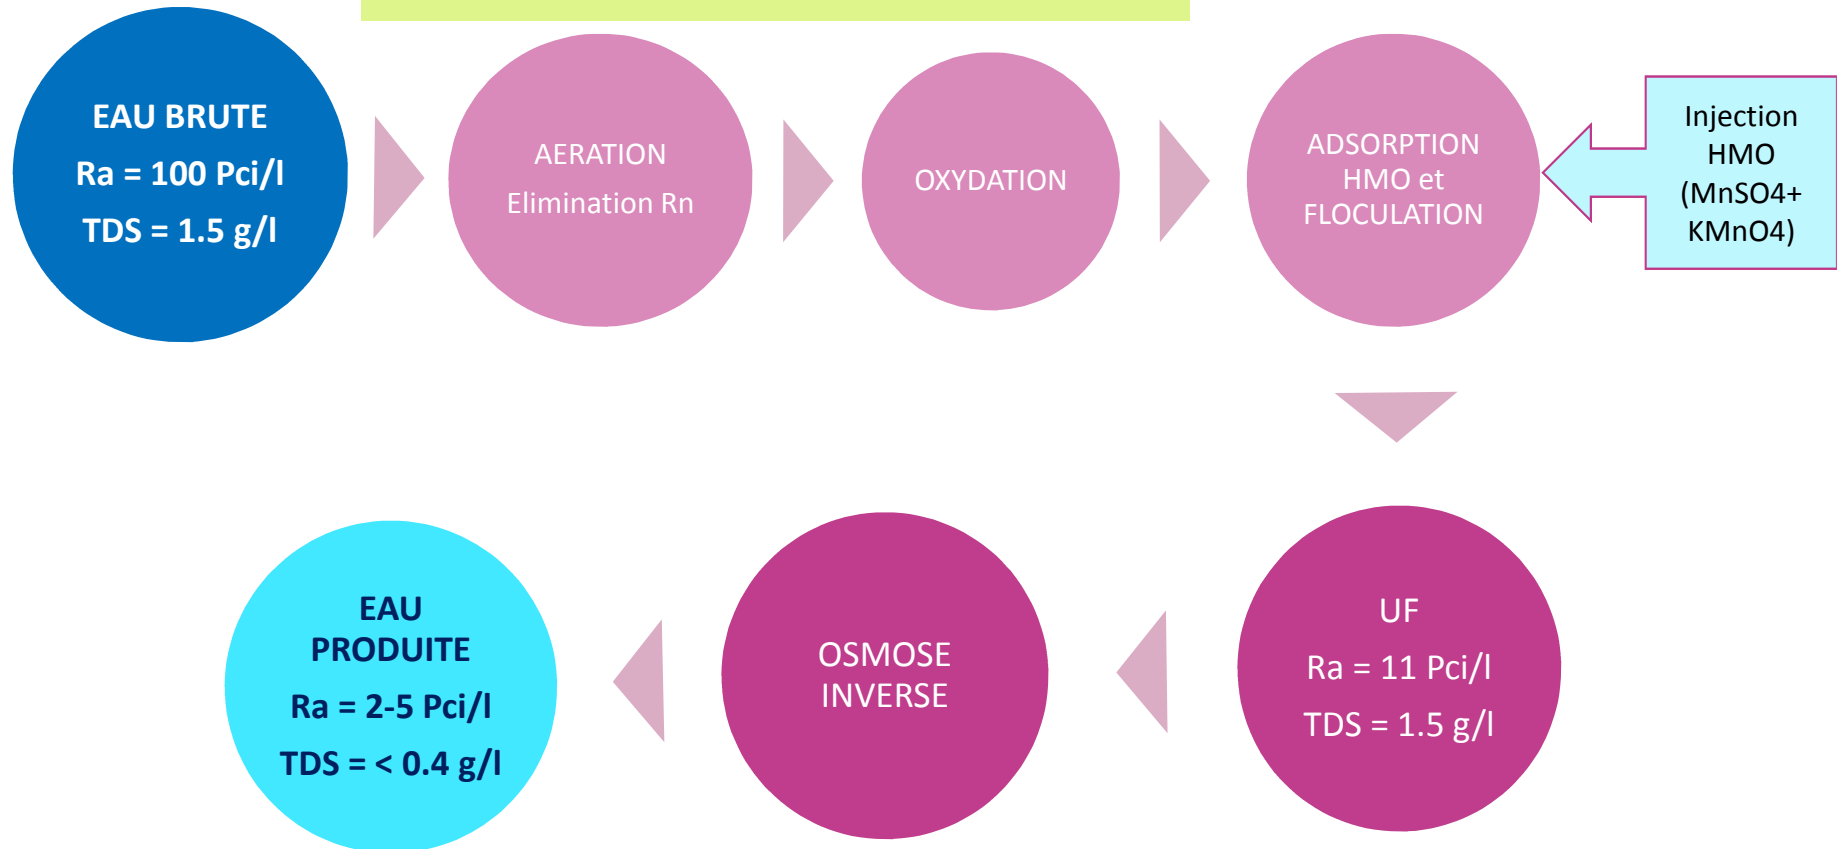 EAU BRUTE
Ra = 100 Pci/l
TDS = 1.5 g/l
AERATION
Elimination Rn
OXYDATION
ADSORPTION
HMO et
FLOCULATION
Injection
HMO
(MnSO4+
KMnO4)
UF
Ra = 11 Pci/l
TDS = 1.5 g/l
OSMOSE
INVERSE
EAU
PRODUITE
Ra = 2-5 Pci/l
TDS = < 0.4 g/l